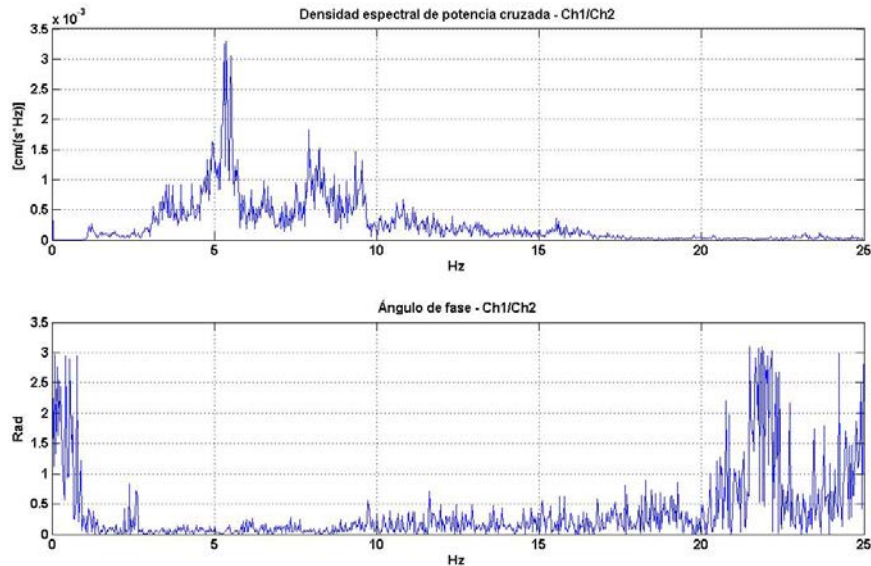 Densidad espectral de potencia cruzada - Ch1/Ch2
x 10⁻³
3.5
3
2.5
2
1.5
1
0.5
0
[cm/(s*Hz)]
0 5 10 15 20 25
Hz
Ángulo de fase - Ch1/Ch2
3.5
3
2.5
2
1.5
1
0.5
0
Rad
0 5 10 15 20 25
Hz